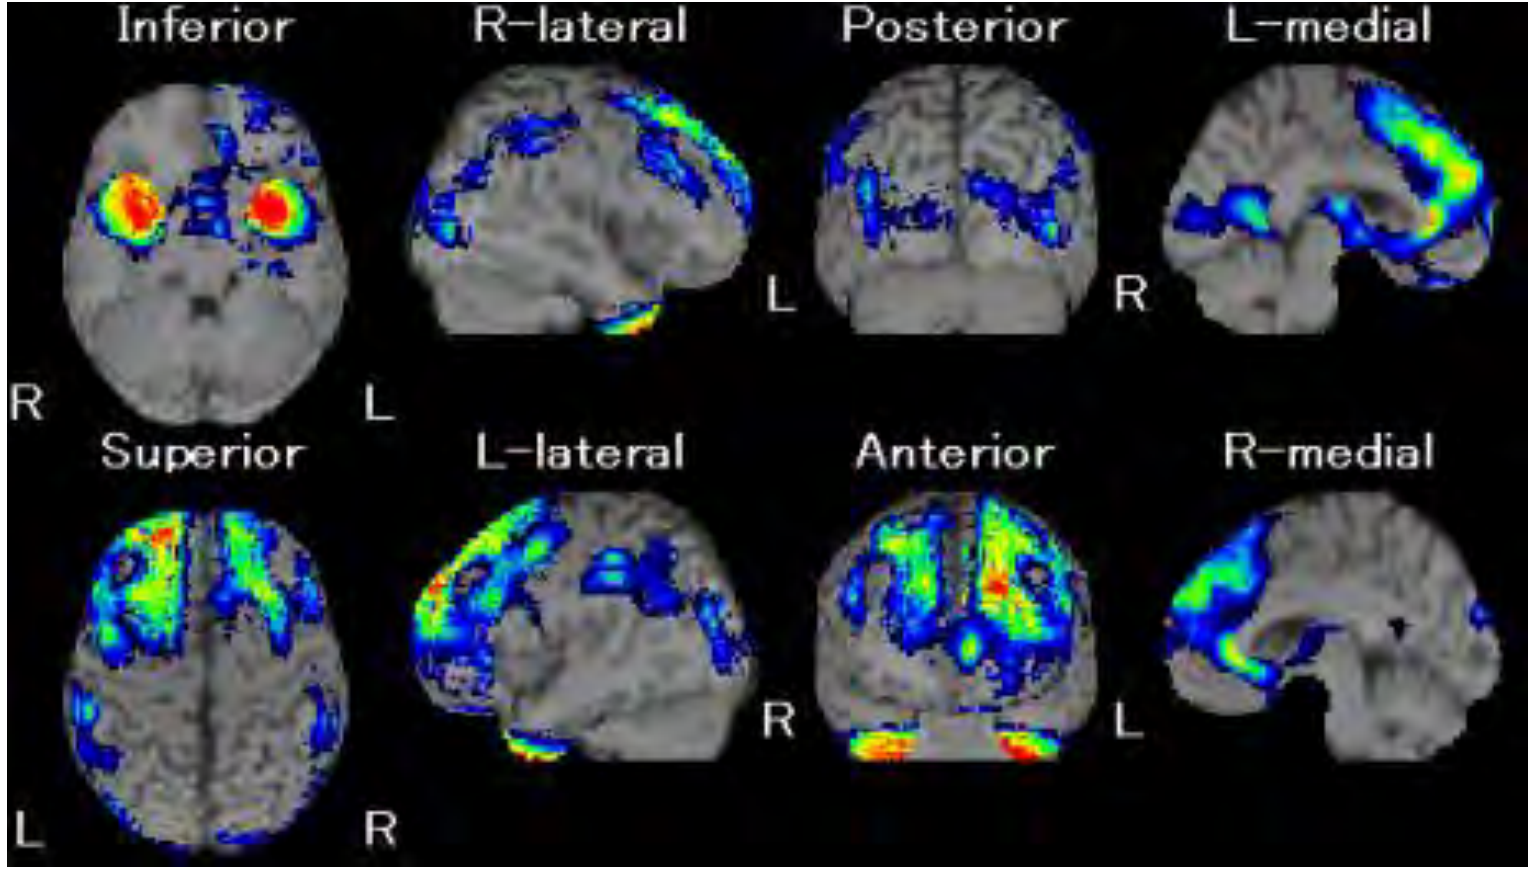 Inferior R-lateral Posterior L-medial
L R
R L
Superior L-lateral Anterior R-medial
R L
L R